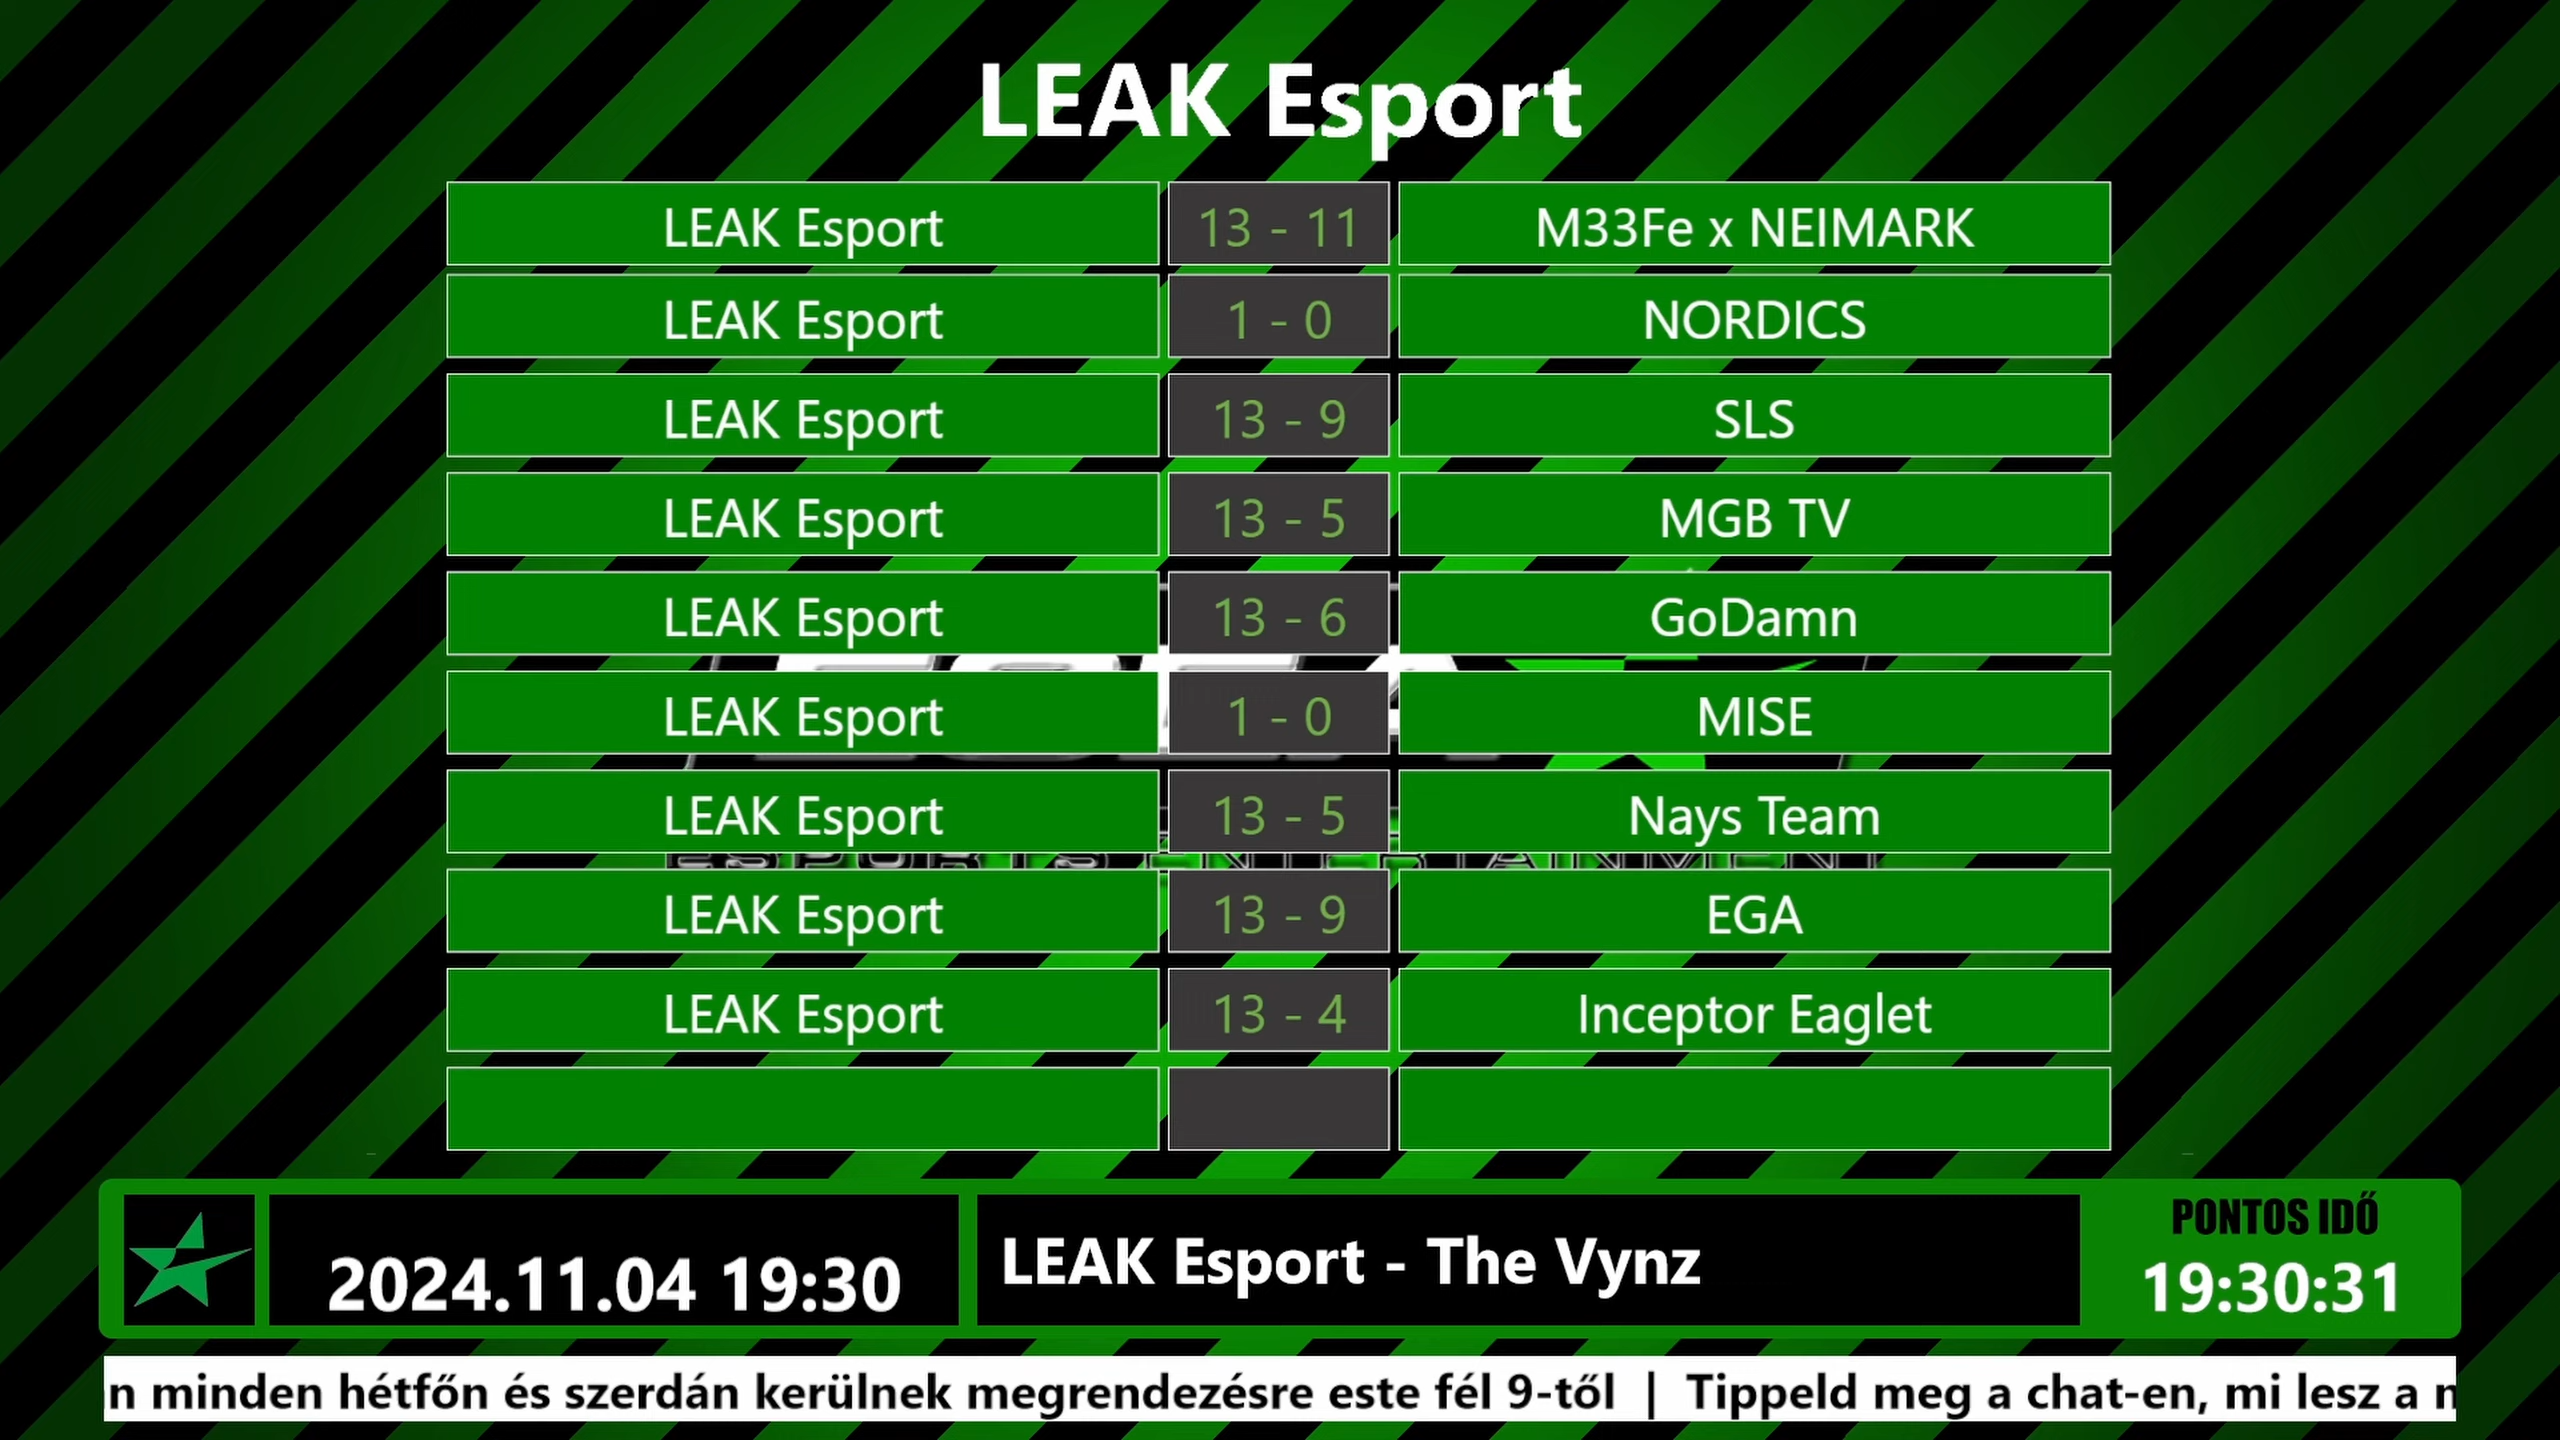 LEAK Esport
LEAK Esport 13 - 11 M33Fe x NEIMARK
LEAK Esport 1 - 0 NORDICS
LEAK Esport 13 - 9 SLS
LEAK Esport 13 - 5 MGB TV
LEAK Esport 13 - 6 GoDamn
LEAK Esport 1 - 0 MISE
LEAK Esport 13 - 5 Nays Team
ESPORTS ENTERTAINMENT
LEAK Esport 13 - 9 EGA
LEAK Esport 13 - 4 Inceptor Eaglet
2024.11.04 19:30
LEAK Esport - The Vynz
PONTOS IDŐ
19:30:31
n minden hétfőn és szerdán kerülnek megrendezésre este fél 9-től | Tippeld meg a chat-en, mi lesz a